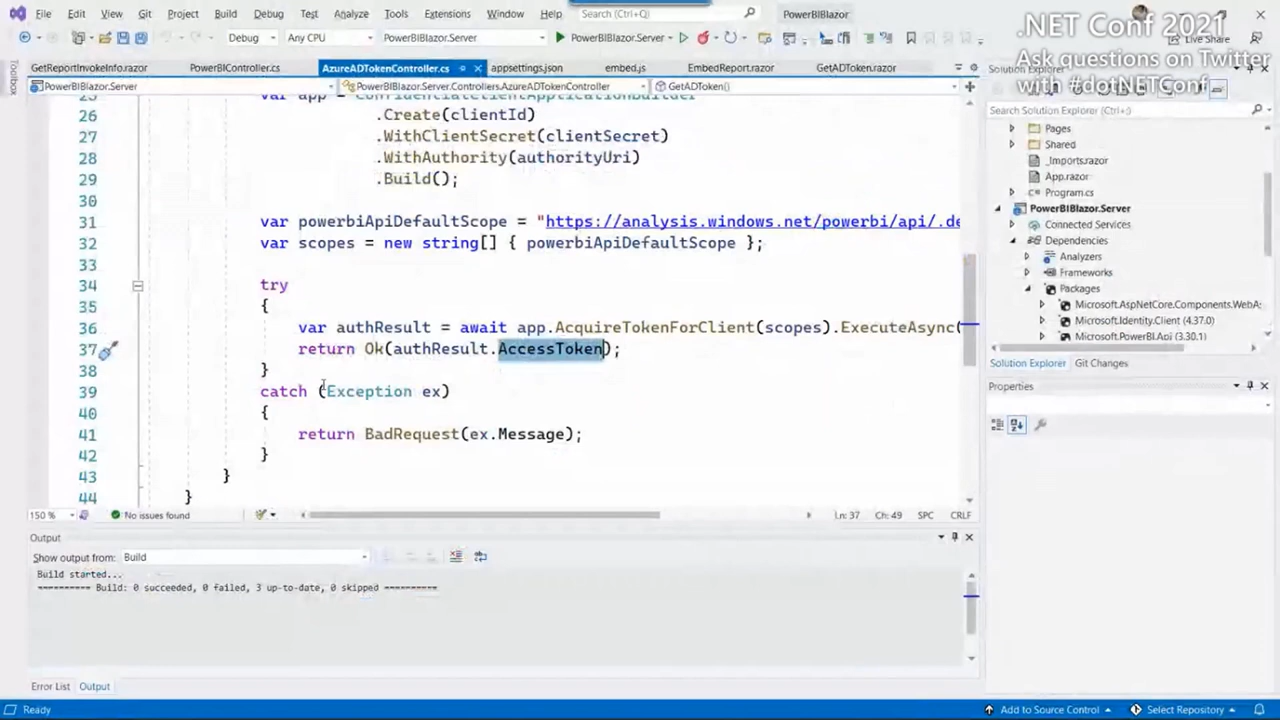 File Edit View Git Project Build Debug Test Analyze Tools Extensions Window Help Search (Ctrl+Q) PowerBIBlazor
.NET Conf 2021
Ask questions on Twitter
with #dotNETConf
Debug Any CPU PowerBIBlazor.Server PowerBIBlazor.Server Live Share
GetReportInvokeInfo.razor PowerBIController.cs AzureADTokenController.cs appsettings.json embed.js EmbedReport.razor GetADToken.razor
PowerBIBlazor.Server PowerBIBlazor.Server.Controllers.AzureADTokenController GetADToken()
Toolbox
25 var app = ConfidentialClientApplicationBuilder
26 .Create(clientId)
27 .WithClientSecret(clientSecret)
28 .WithAuthority(authorityUri)
29 .Build();
30
31 var powerbiApiDefaultScope = "https://analysis.windows.net/powerbi/api/.de
32 var scopes = new string[] { powerbiApiDefaultScope };
33
34 try
35 {
36 var authResult = await app.AcquireTokenForClient(scopes).ExecuteAsync(
37 return Ok(authResult.AccessToken);
38 }
39 catch (Exception ex)
40 {
41 return BadRequest(ex.Message);
42 }
43 }
44 }
150 % No issues found Ln: 37 Ch: 49 SPC CRLF
Output
Show output from: Build
Build started...
========== Build: 0 succeeded, 0 failed, 3 up-to-date, 0 skipped ==========
Error List Output
Solution Explorer
Search Solution Explorer (Ctrl+;)
Pages
Shared
_Imports.razor
App.razor
Program.cs
PowerBIBlazor.Server
Connected Services
Dependencies
Analyzers
Frameworks
Packages
Microsoft.AspNetCore.Components.WebA
Microsoft.Identity.Client (4.37.0)
Microsoft.PowerBI.Api (3.30.1)
Solution Explorer Git Changes
Properties
Ready Add to Source Control Select Repository